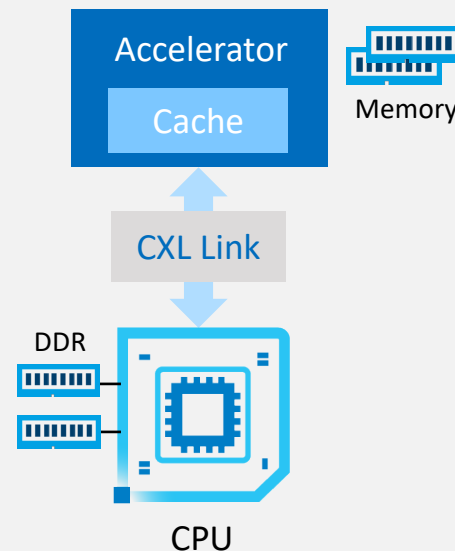 Accelerator
Cache
Memory
CXL Link
DDR
CPU